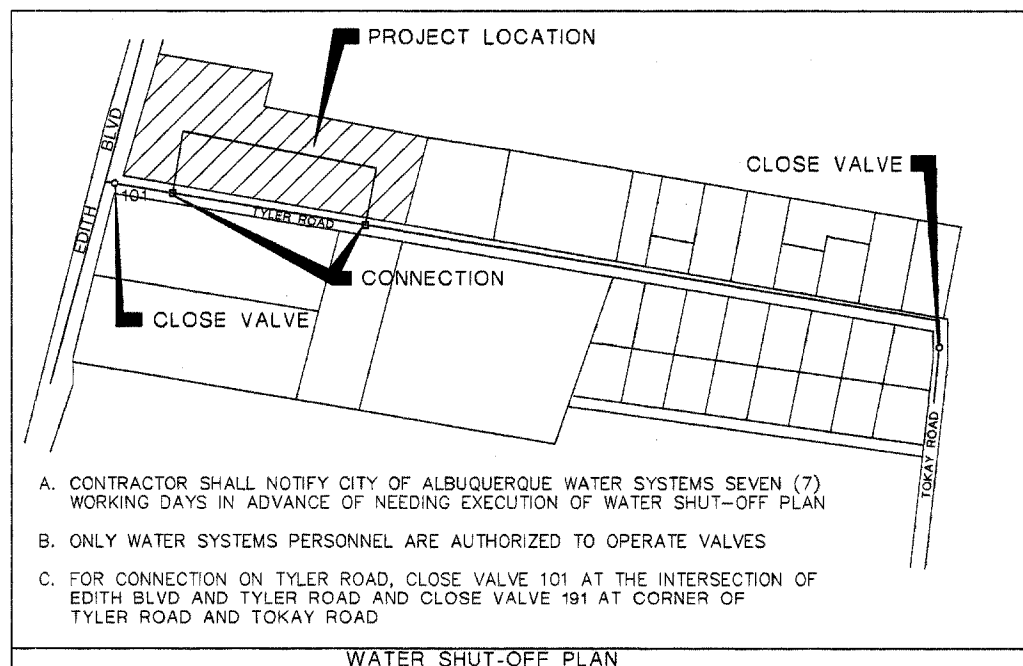 PROJECT LOCATION
EDITH BLVD
CLOSE VALVE
101
TYLER ROAD
CONNECTION
CLOSE VALVE
TOKAY ROAD
A. CONTRACTOR SHALL NOTIFY CITY OF ALBUQUERQUE WATER SYSTEMS SEVEN (7)
WORKING DAYS IN ADVANCE OF NEEDING EXECUTION OF WATER SHUT-OFF PLAN
B. ONLY WATER SYSTEMS PERSONNEL ARE AUTHORIZED TO OPERATE VALVES
C. FOR CONNECTION ON TYLER ROAD, CLOSE VALVE 101 AT THE INTERSECTION OF
EDITH BLVD AND TYLER ROAD AND CLOSE VALVE 191 AT CORNER OF
TYLER ROAD AND TOKAY ROAD
WATER SHUT-OFF PLAN